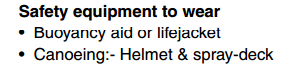 Safety equipment to wear
• Buoyancy aid or lifejacket
• Canoeing:- Helmet & spray-deck